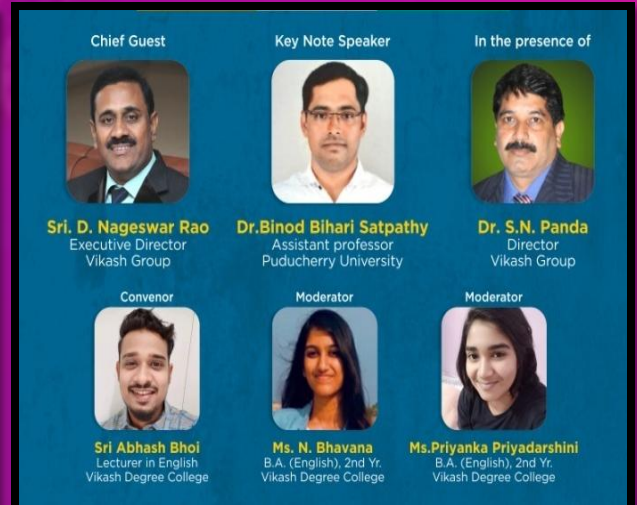 Chief Guest
Key Note Speaker
In the presence of
Sri. D. Nageswar Rao
Executive Director
Vikash Group
Dr.Binod Bihari Satpathy
Assistant professor
Puducherry University
Dr. S.N. Panda
Director
Vikash Group
Convenor
Moderator
Moderator
Sri Abhash Bhoi
Lecturer in English
Vikash Degree College
Ms. N. Bhavana
B.A. (English), 2nd Yr.
Vikash Degree College
Ms.Priyanka Priyadarshini
B.A. (English), 2nd Yr.
Vikash Degree College